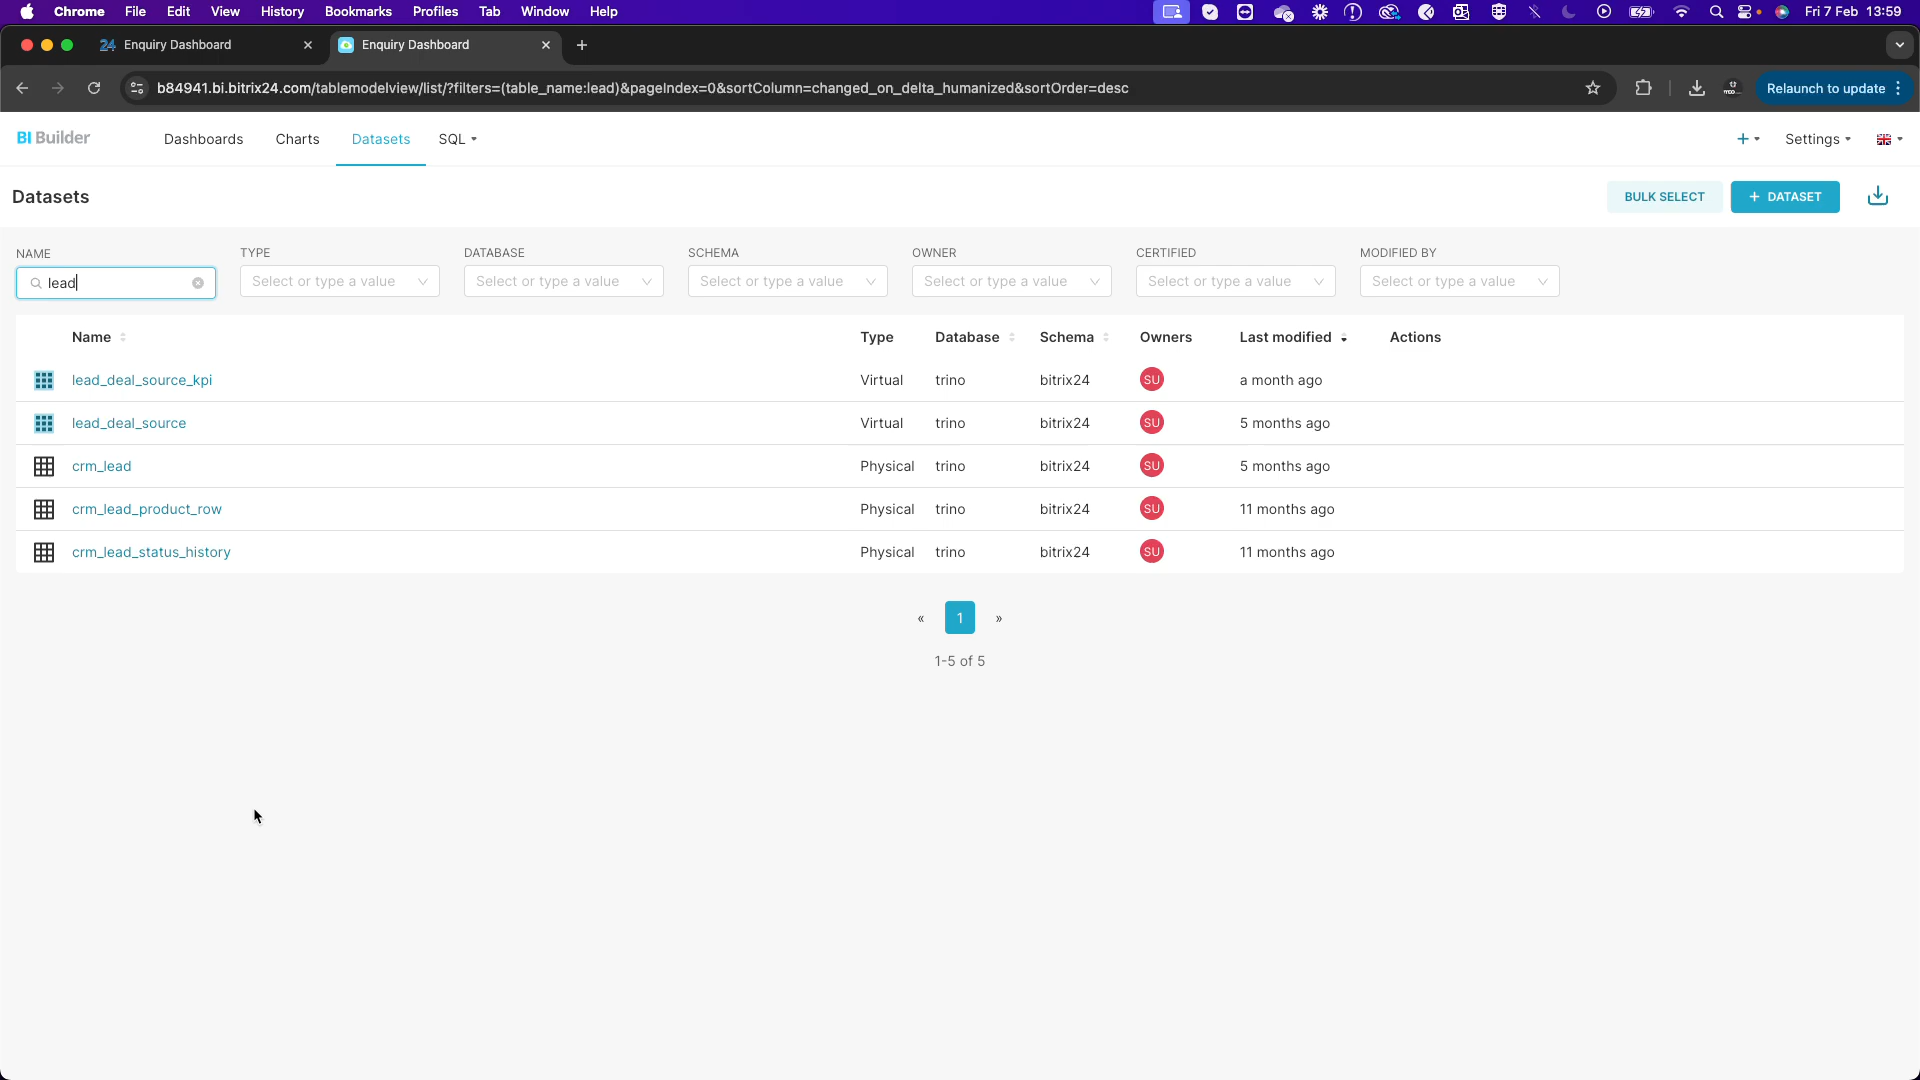 Chrome File Edit View History Bookmarks Profiles Tab Window Help Fri 7 Feb 13:59
24 Enquiry Dashboard Enquiry Dashboard
b84941.bi.bitrix24.com/tablemodelview/list/?filters=(table_name:lead)&pageIndex=0&sortColumn=changed_on_delta_humanized&sortOrder=desc Relaunch to update
BI Builder Dashboards Charts Datasets SQL + Settings
Datasets BULK SELECT + DATASET
NAME TYPE DATABASE SCHEMA OWNER CERTIFIED MODIFIED BY
lead Select or type a value Select or type a value Select or type a value Select or type a value Select or type a value Select or type a value
Name Type Database Schema Owners Last modified Actions
lead_deal_source_kpi Virtual trino bitrix24 SU a month ago
lead_deal_source Virtual trino bitrix24 SU 5 months ago
crm_lead Physical trino bitrix24 SU 5 months ago
crm_lead_product_row Physical trino bitrix24 SU 11 months ago
crm_lead_status_history Physical trino bitrix24 SU 11 months ago
« 1 »
1-5 of 5